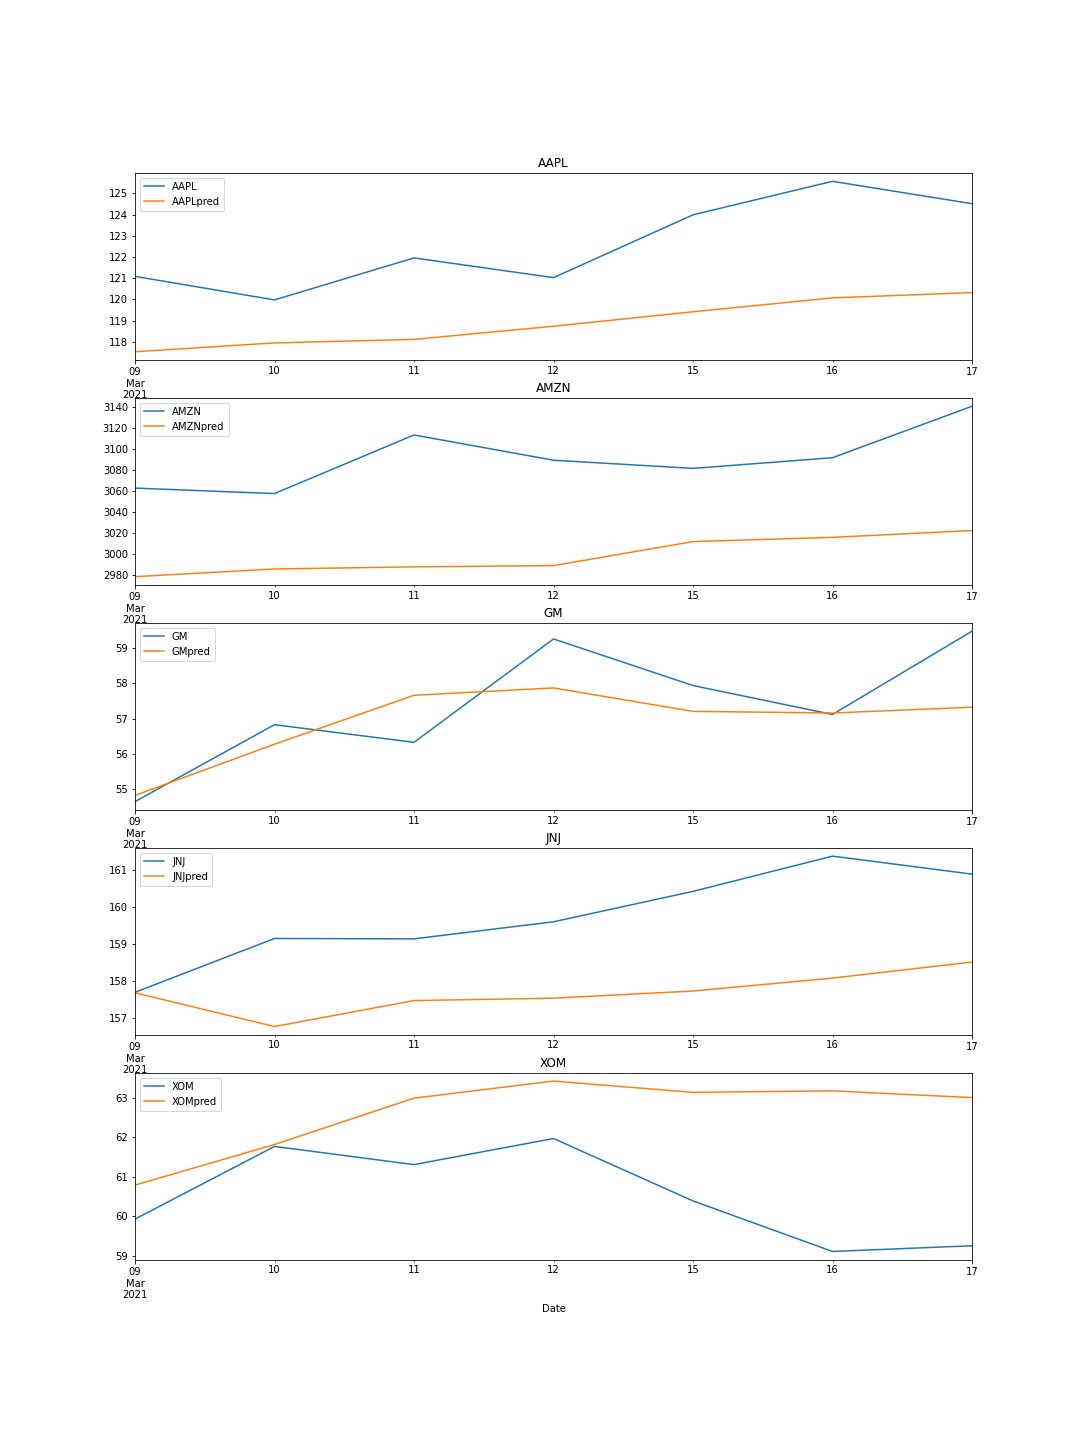 AAPL
AAPL
AAPLpred
125
124
123
122
121
120
119
118
09 10 11 12 15 16 17
Mar
2021
AMZN
AMZN
AMZNpred
3140
3120
3100
3080
3060
3040
3020
3000
2980
09 10 11 12 15 16 17
Mar
2021
GM
GM
GMpred
59
58
57
56
55
09 10 11 12 15 16 17
Mar
2021
JNJ
JNJ
JNJpred
161
160
159
158
157
09 10 11 12 15 16 17
Mar
2021
XOM
XOM
XOMpred
63
62
61
60
59
09 10 11 12 15 16 17
Mar
2021
Date